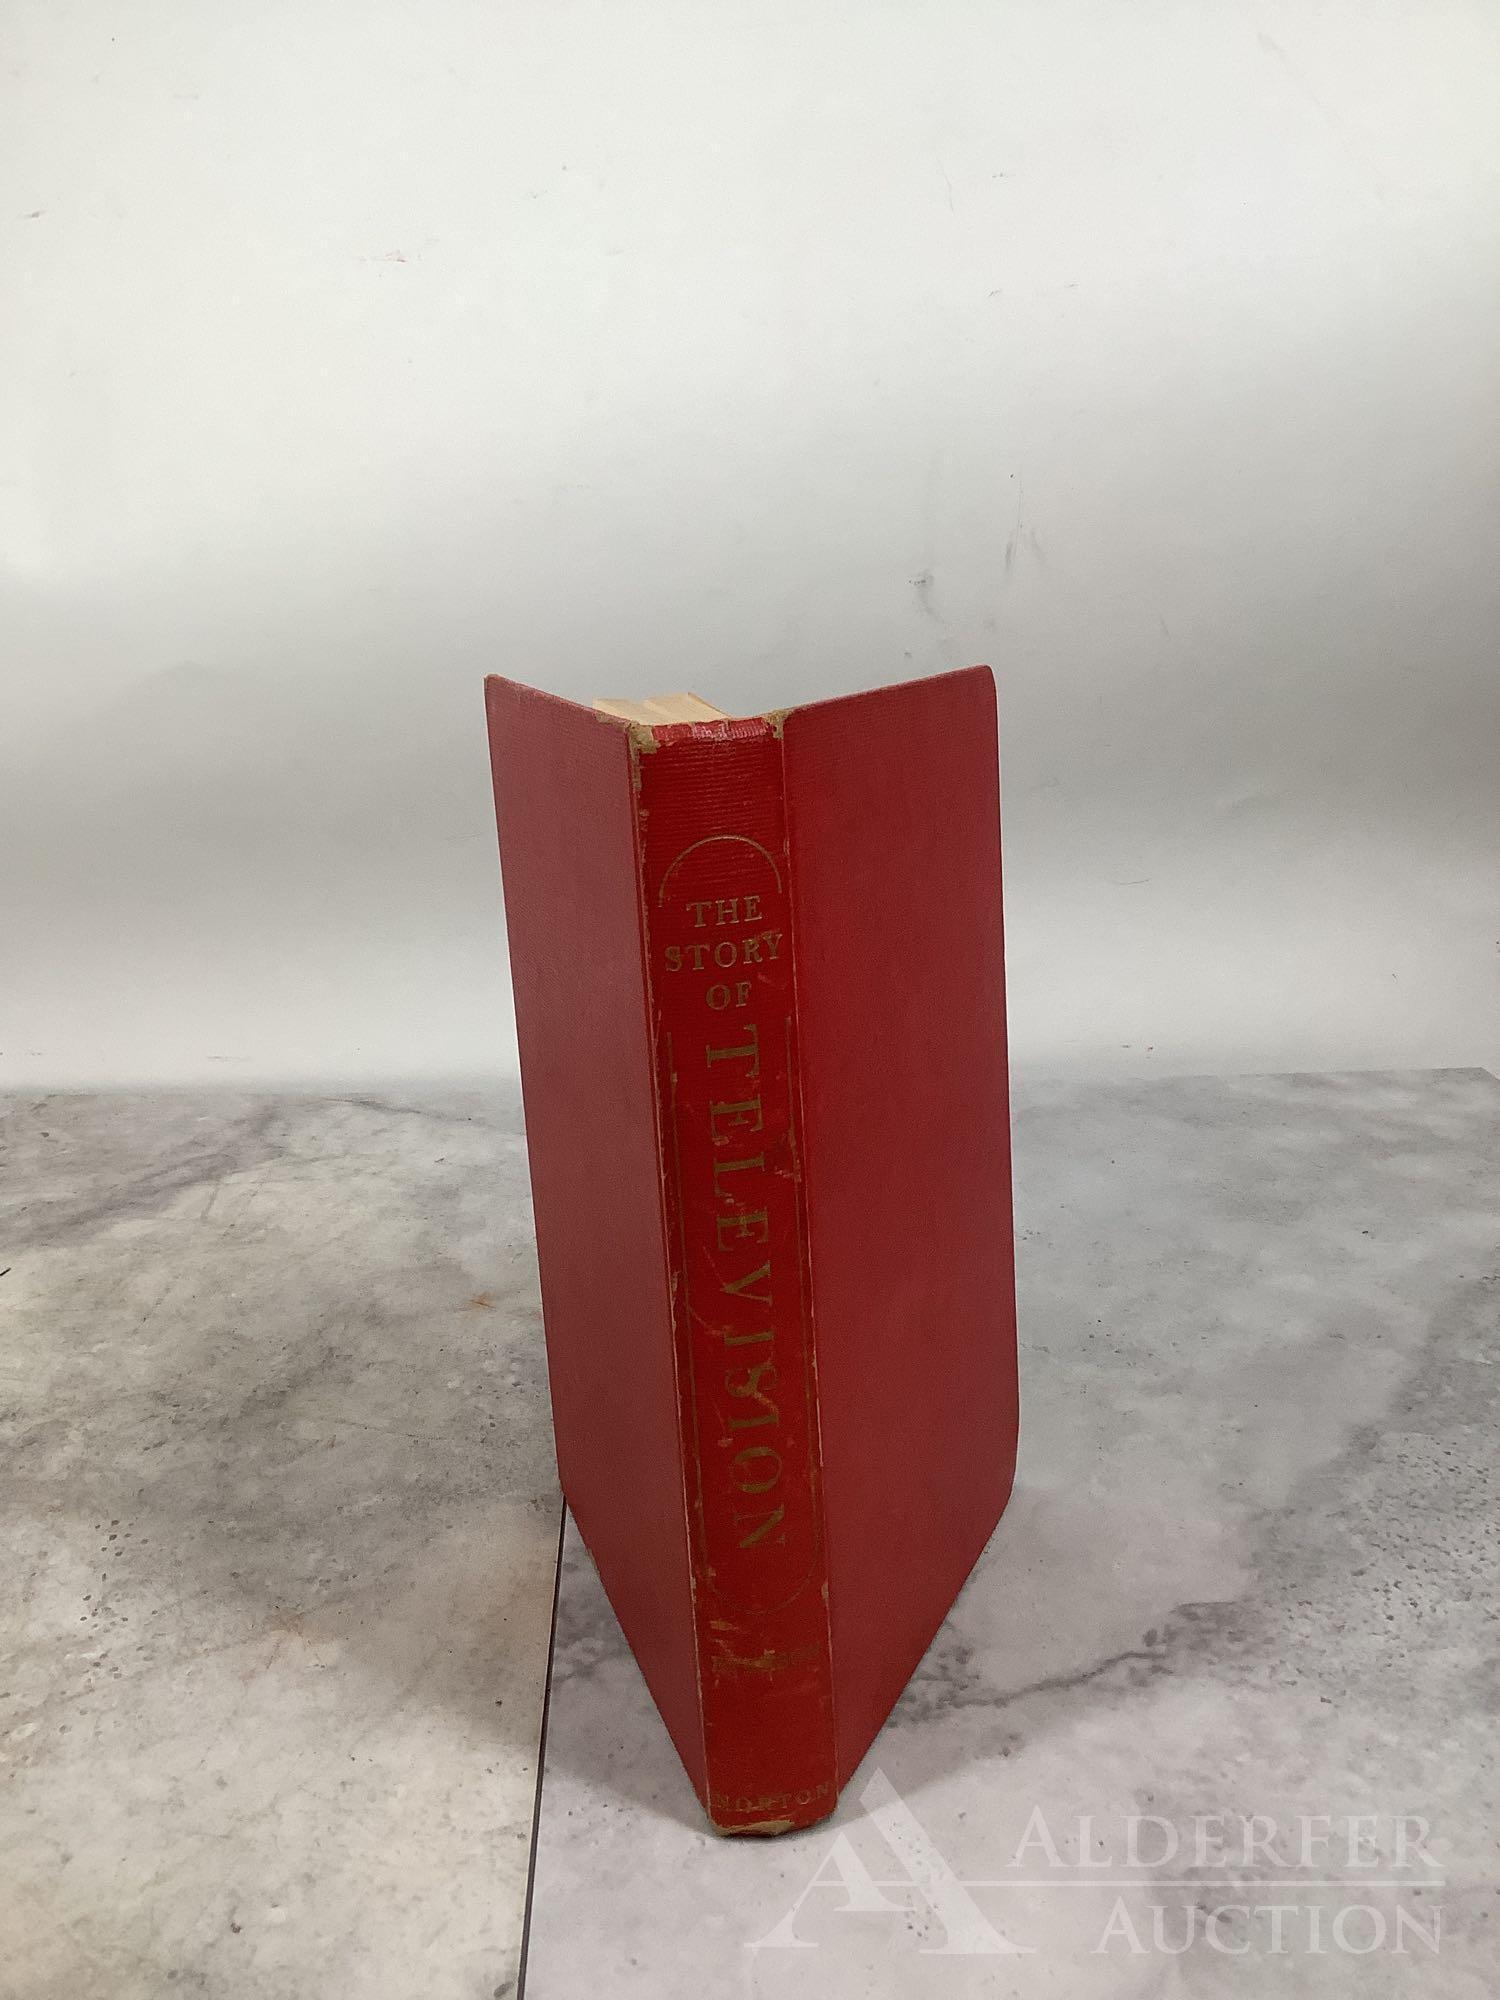 THE
STORY
OF
TELEVISION
NORTON
ALDERFER
AUCTION